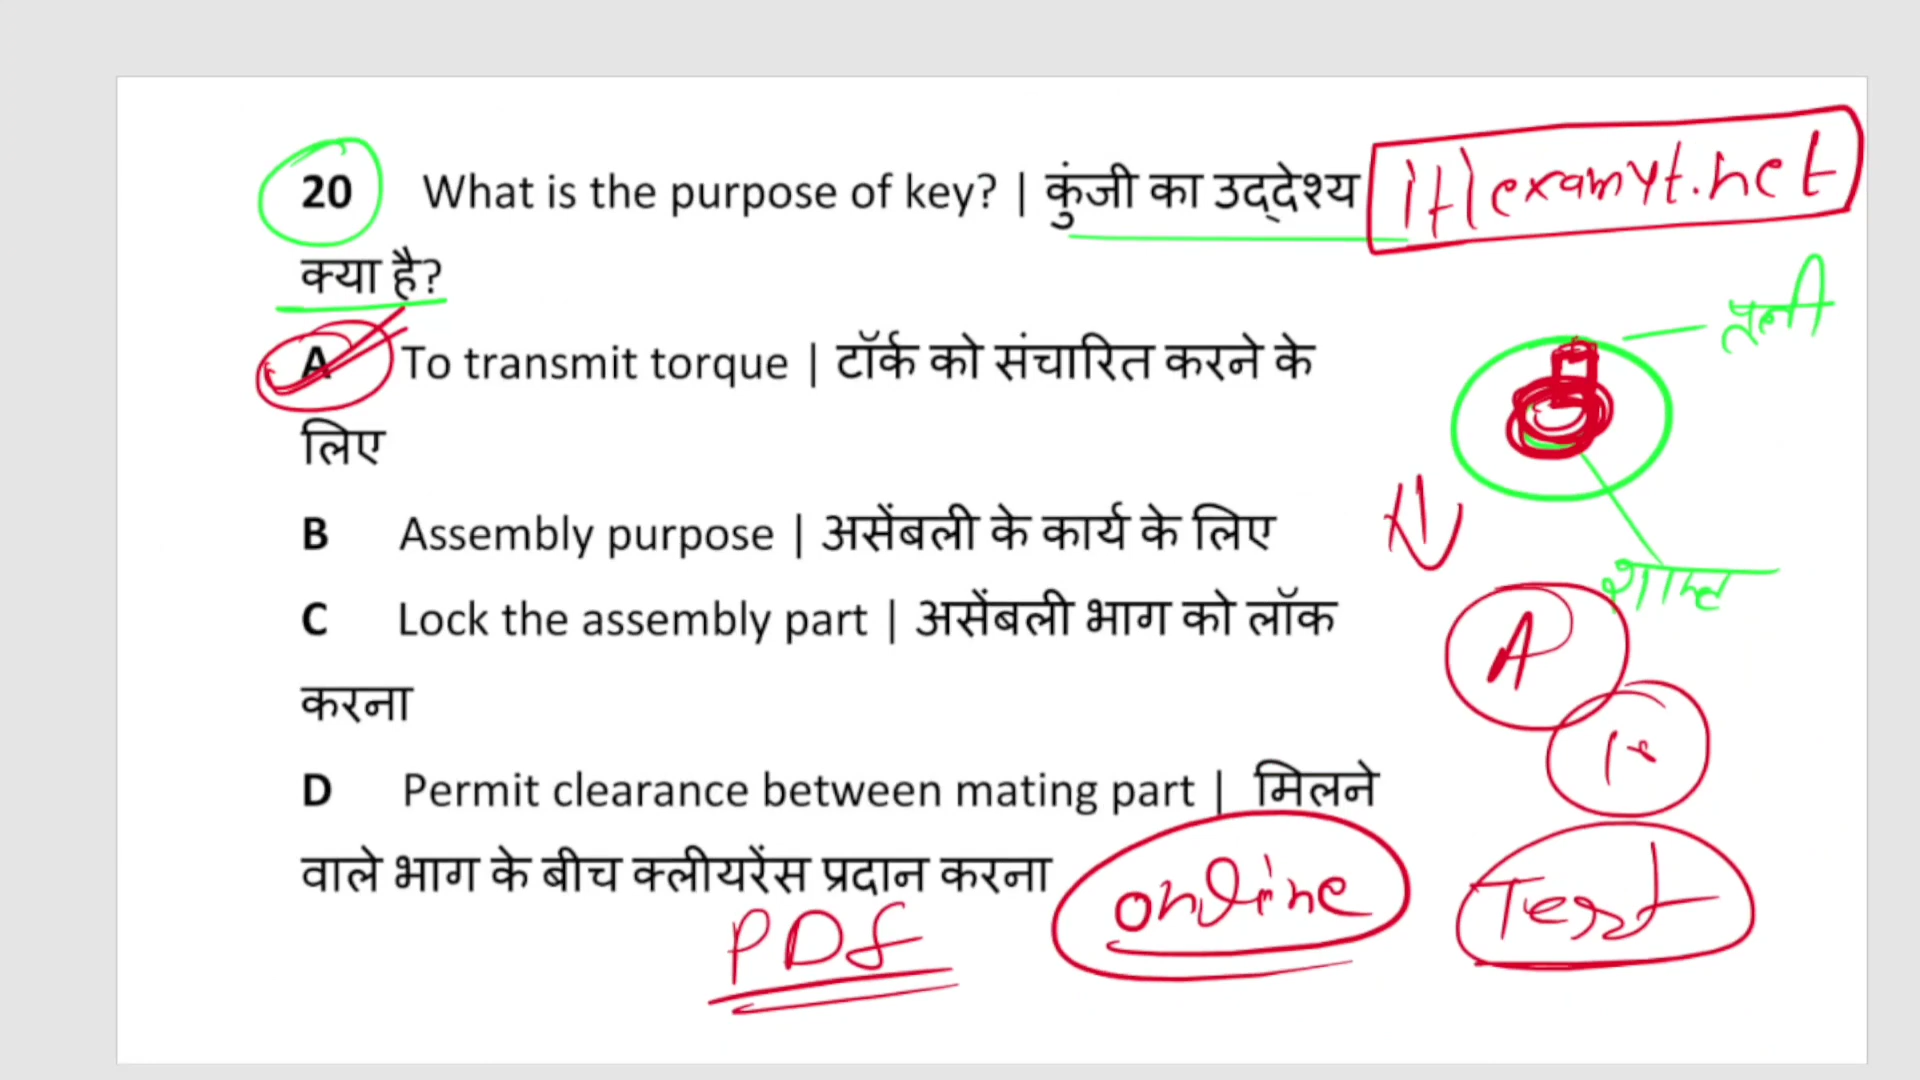 20 What is the purpose of key? | कुंजी का उद्देश्य
itiexamyt.net
क्या है?
पुली
A To transmit torque | टॉर्क को संचारित करने के
लिए
B Assembly purpose | असेंबली के कार्य के लिए
C Lock the assembly part | असेंबली भाग को लॉक
करना
शाफ्ट
A
D Permit clearance between mating part | मिलने
वाले भाग के बीच क्लीयरेंस प्रदान करना
PDF
online
Test